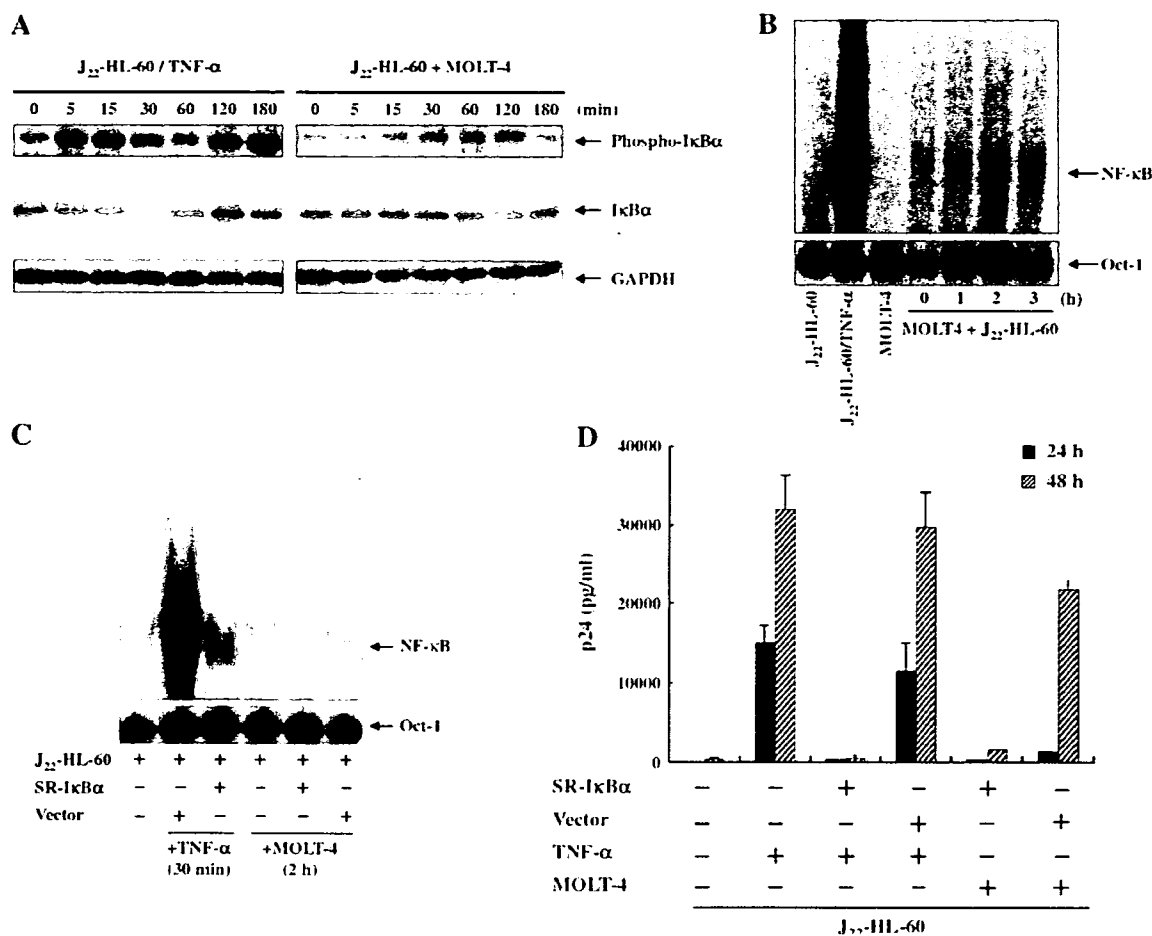 A
J22-HL-60 / TNF-α
J22-HL-60 + MOLT-4
0 5 15 30 60 120 180
0 5 15 30 60 120 180 (min)
Phospho-IκBα
IκBα
GAPDH
B
NF-κB
Oct-1
0 1 2 3 (h)
J22-HL-60
J22-HL-60/TNF-α
MOLT-4
MOLT4 + J22-HL-60
C
NF-κB
Oct-1
J22-HL-60 + + + + + +
SR-IκBα - - + - + -
Vector - + - - - +
+TNF-α
(30 min)
+MOLT-4
(2 h)
D
24 h
48 h
40000
30000
20000
10000
0
p24 (pg/ml)
SR-IκBα - - + - + -
Vector - - - + - +
TNF-α - + + + - -
MOLT-4 - - - - + +
J22-HL-60